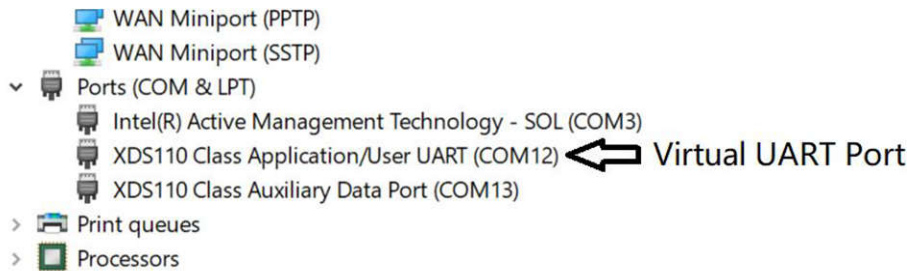 WAN Miniport (PPTP)
WAN Miniport (SSTP)
Ports (COM & LPT)
Intel(R) Active Management Technology - SOL (COM3)
XDS110 Class Application/User UART (COM12) Virtual UART Port
XDS110 Class Auxiliary Data Port (COM13)
Print queues
Processors